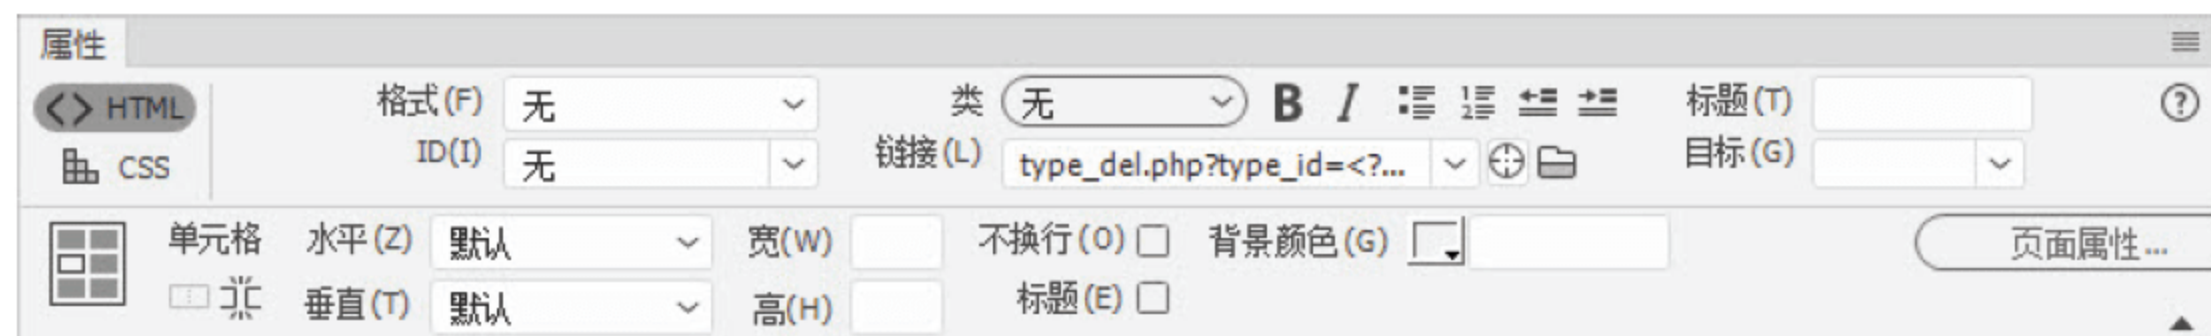 属性
HTML 格式(F) 无 类 无 B I 标题(T)
CSS ID(I) 无 链接(L) type_del.php?type_id=<?... 目标(G)
单元格 水平(Z) 默认 宽(W) 不换行(O) 背景颜色(G) 页面属性...
垂直(T) 默认 高(H) 标题(E)